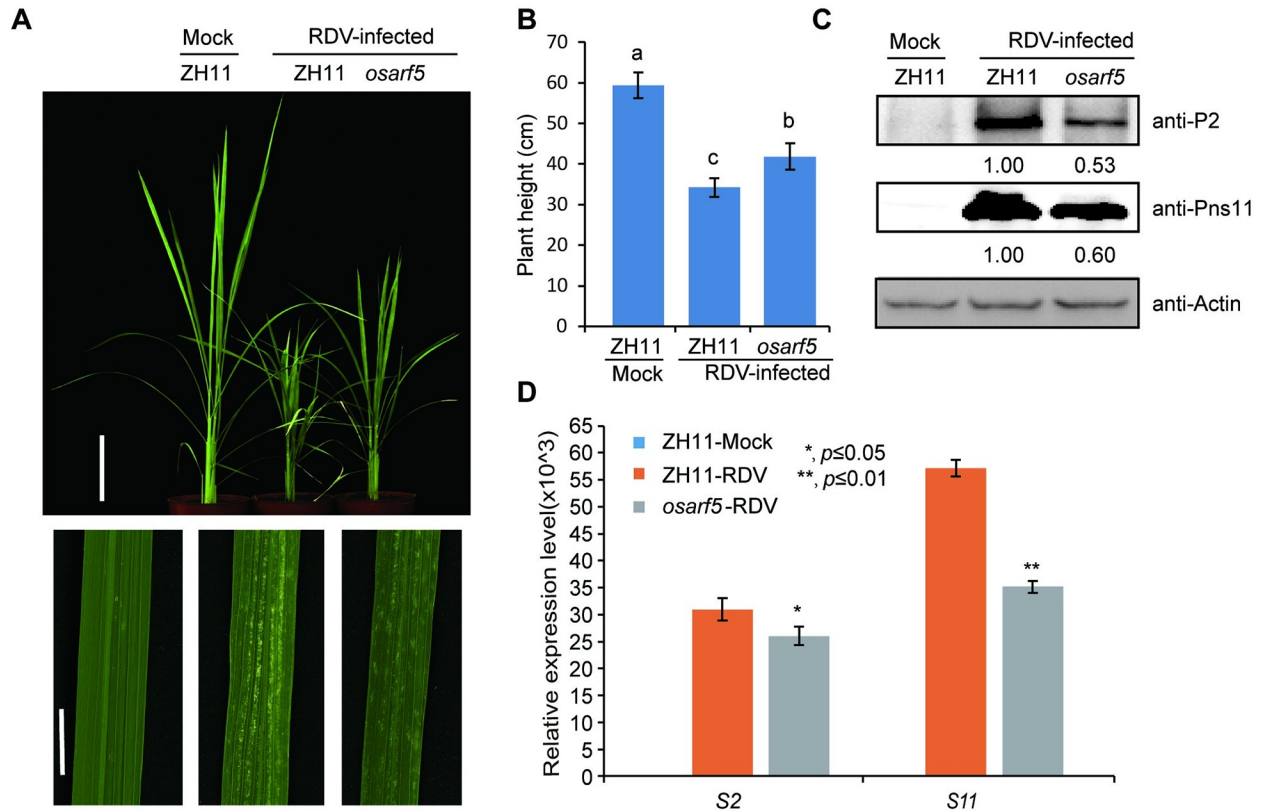 A
Mock RDV-infected
ZH11 ZH11 osarf5
B
Plant height (cm)
70
60
50
40
30
20
10
0
a
c
b
ZH11 ZH11 osarf5
Mock RDV-infected
C
Mock RDV-infected
ZH11 ZH11 osarf5
anti-P2
1.00 0.53
anti-Pns11
1.00 0.60
anti-Actin
D
Relative expression level(x10^3)
65
60
55
50
45
40
35
30
25
20
15
10
5
0
ZH11-Mock
ZH11-RDV
osarf5-RDV
*, p≤0.05
**, p≤0.01
*
**
S2 S11